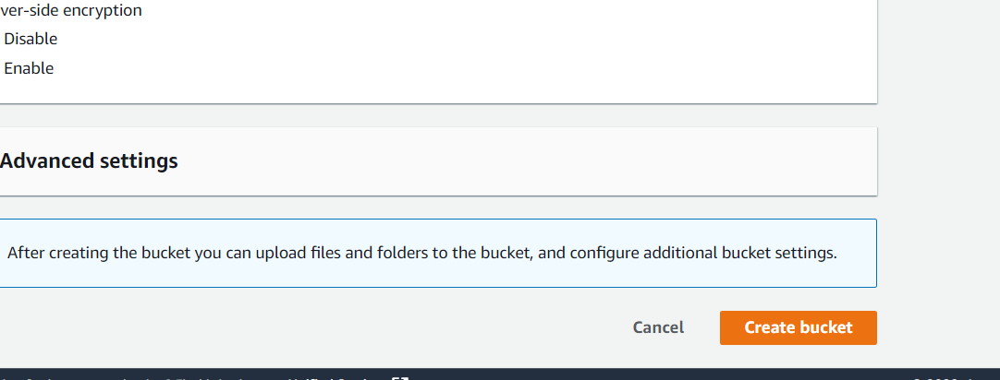 ver-side encryption
Disable
Enable
Advanced settings
After creating the bucket you can upload files and folders to the bucket, and configure additional bucket settings.
Cancel
Create bucket